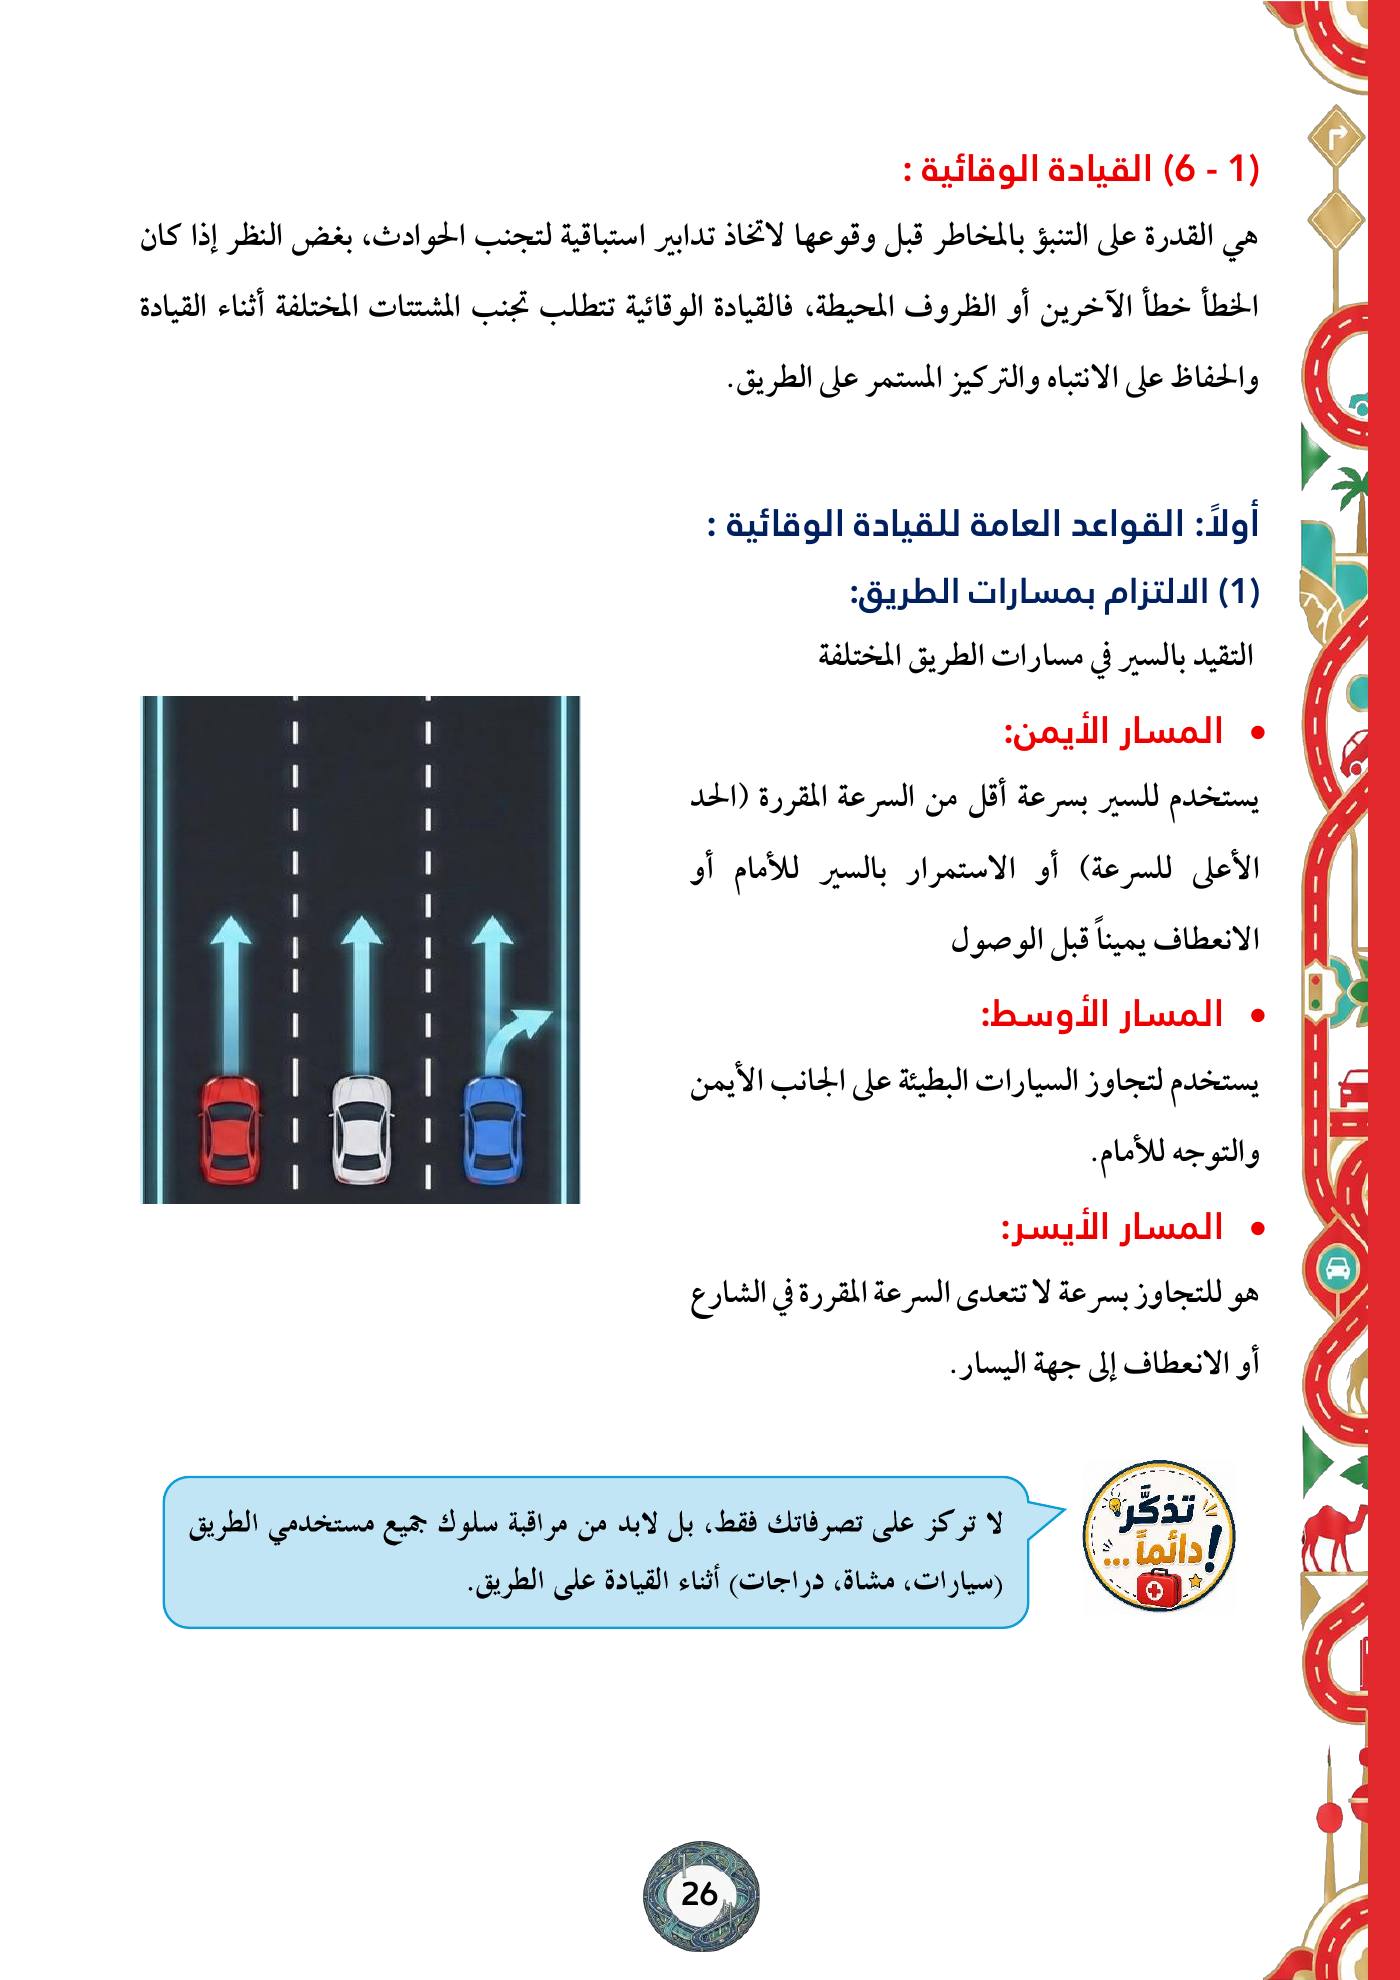 (1 - 6) القيادة الوقائية :
هي القدرة على التنبؤ بالمخاطر قبل وقوعها لاتخاذ تدابير استباقية لتجنب الحوادث، بغض النظر إذا كان
الخطأ خطأ الآخرين أو الظروف المحيطة، فالقيادة الوقائية تتطلب تجنب المشتتات المختلفة أثناء القيادة
والحفاظ على الانتباه والتركيز المستمر على الطريق.
أولاً: القواعد العامة للقيادة الوقائية :
(1) الالتزام بمسارات الطريق:
التقيد بالسير في مسارات الطريق المختلفة
• المسار الأيمن:
يستخدم للسير بسرعة أقل من السرعة المقررة (الحد
الأعلى للسرعة) أو الاستمرار بالسير للأمام أو
الانعطاف يميناً قبل الوصول
• المسار الأوسط:
يستخدم لتجاوز السيارات البطيئة على الجانب الأيمن
والتوجه للأمام.
• المسار الأيسر:
هو للتجاوز بسرعة لا تتعدى السرعة المقررة في الشارع
أو الانعطاف إلى جهة اليسار.
تذكَّر
دائماً ...!
لا تركز على تصرفاتك فقط، بل لابد من مراقبة سلوك جميع مستخدمي الطريق
(سيارات، مشاة، دراجات) أثناء القيادة على الطريق.
26